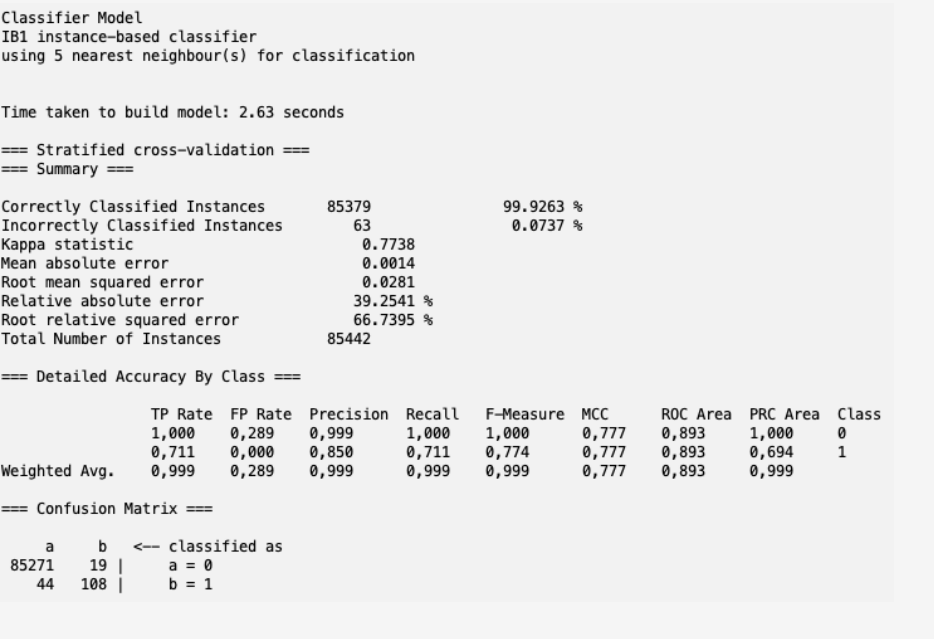 Classifier Model
IB1 instance-based classifier
using 5 nearest neighbour(s) for classification
Time taken to build model: 2.63 seconds
=== Stratified cross-validation ===
=== Summary ===
Correctly Classified Instances 85379 99.9263 %
Incorrectly Classified Instances 63 0.0737 %
Kappa statistic 0.7738
Mean absolute error 0.0014
Root mean squared error 0.0281
Relative absolute error 39.2541 %
Root relative squared error 66.7395 %
Total Number of Instances 85442
=== Detailed Accuracy By Class ===
TP Rate FP Rate Precision Recall F-Measure MCC ROC Area PRC Area Class
1,000 0,289 0,999 1,000 1,000 0,777 0,893 1,000 0
0,711 0,000 0,850 0,711 0,774 0,777 0,893 0,694 1
Weighted Avg. 0,999 0,289 0,999 0,999 0,999 0,777 0,893 0,999
=== Confusion Matrix ===
a b <-- classified as
85271 19 | a = 0
44 108 | b = 1